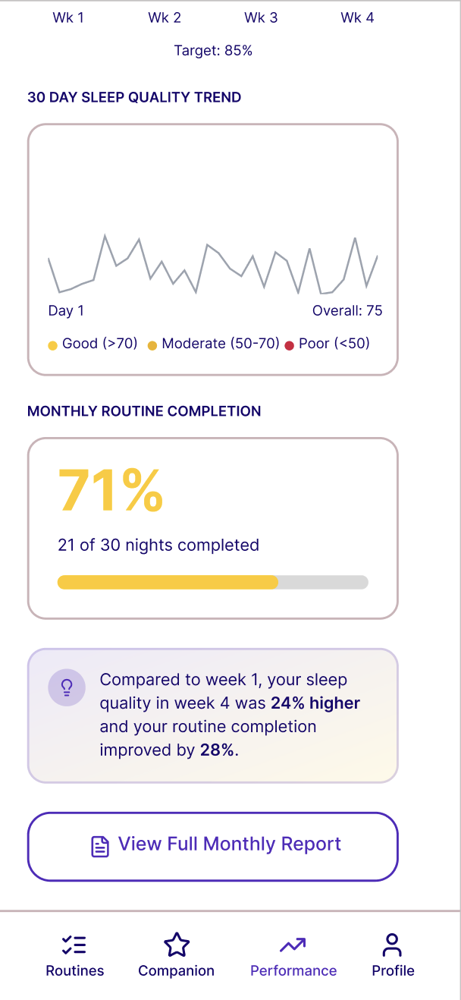 Wk 1 Wk 2 Wk 3 Wk 4
Target: 85%
30 DAY SLEEP QUALITY TREND
Day 1 Overall: 75
Good (>70) Moderate (50-70) Poor (<50)
MONTHLY ROUTINE COMPLETION
71%
21 of 30 nights completed
Compared to week 1, your sleep
quality in week 4 was 24% higher
and your routine completion
improved by 28%.
View Full Monthly Report
Routines Companion Performance Profile